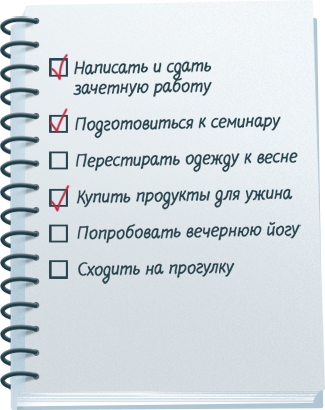 Написать и сдать
зачетную работу
Подготовиться к семинару
Перестирать одежду к весне
Купить продукты для ужина
Попробовать вечернюю йогу
Сходить на прогулку